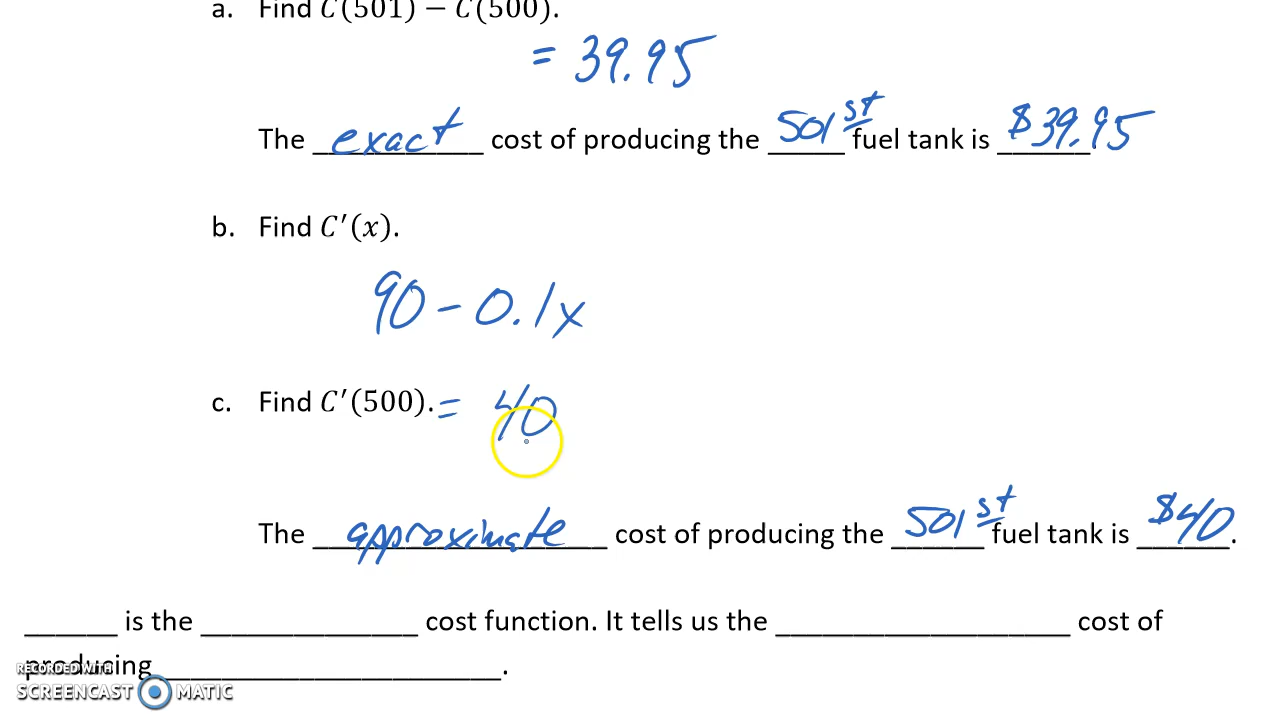 a. Find C(501) − C(500).
= 39.95
The exact cost of producing the 501st fuel tank is $39.95.
b. Find C′(x).
90 - 0.1x
c. Find C′(500). = 40
The approximate cost of producing the 501st fuel tank is $40.
______ is the ______________ cost function. It tells us the ___________________ cost of
producing ______________________.
RECORDED WITH
SCREENCAST MATIC